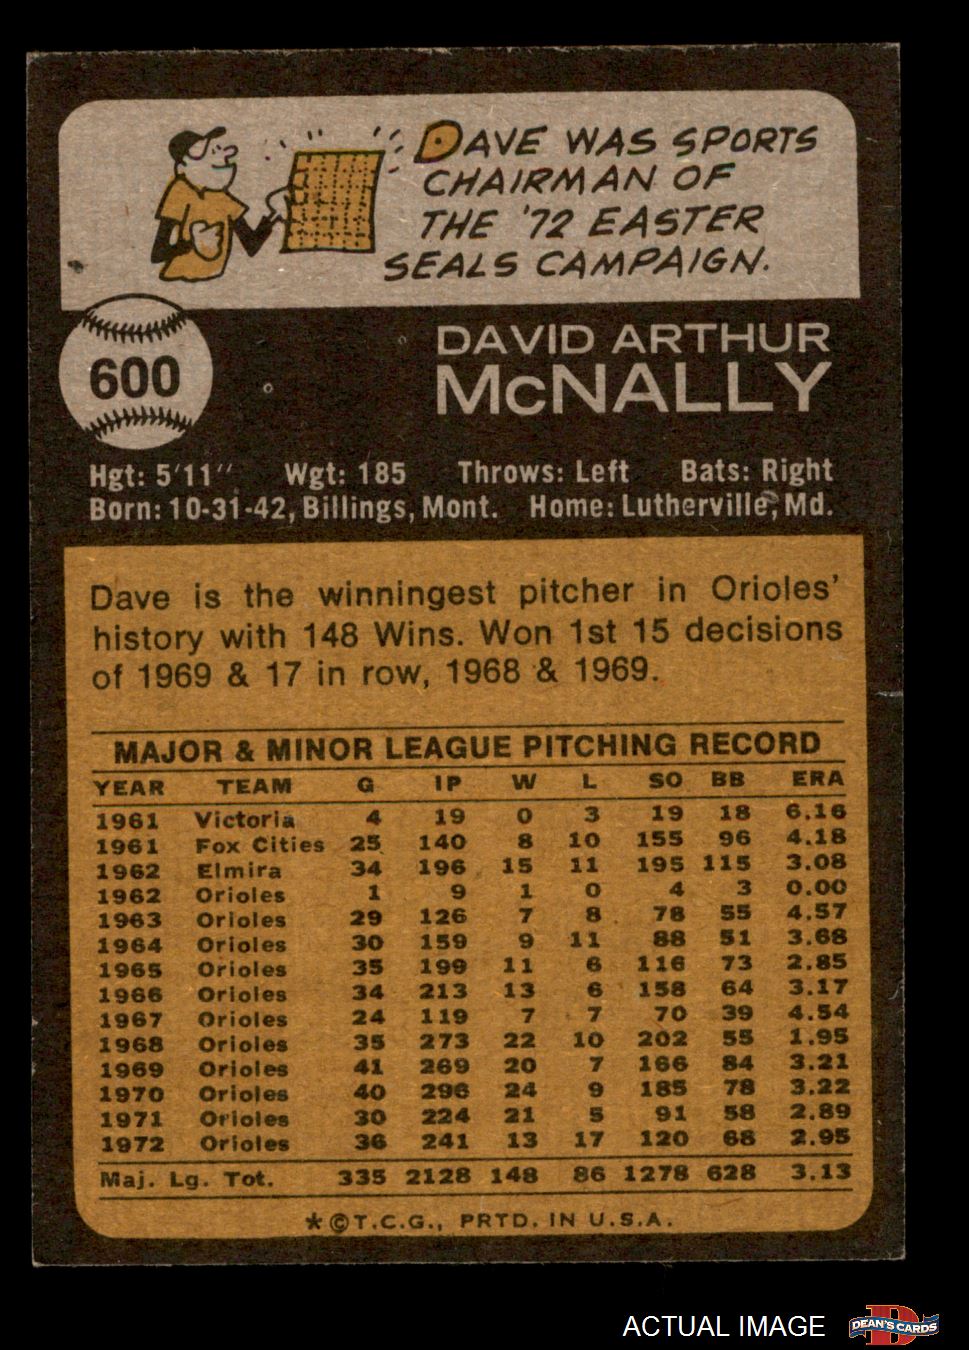 DAVE WAS SPORTS
CHAIRMAN OF
THE '72 EASTER
SEALS CAMPAIGN.
600
DAVID ARTHUR
McNALLY
Hgt: 5'11" Wgt: 185 Throws: Left Bats: Right
Born: 10-31-42, Billings, Mont. Home: Lutherville, Md.
Dave is the winningest pitcher in Orioles'
history with 148 Wins. Won 1st 15 decisions
of 1969 & 17 in row, 1968 & 1969.
MAJOR & MINOR LEAGUE PITCHING RECORD
YEAR TEAM G IP W L SO BB ERA
1961 Victoria 4 19 0 3 19 18 6.16
1961 Fox Cities 25 140 8 10 155 96 4.18
1962 Elmira 34 196 15 11 195 115 3.08
1962 Orioles 1 9 1 0 4 3 0.00
1963 Orioles 29 126 7 8 78 55 4.57
1964 Orioles 30 159 9 11 88 51 3.68
1965 Orioles 35 199 11 6 116 73 2.85
1966 Orioles 34 213 13 6 158 64 3.17
1967 Orioles 24 119 7 7 70 39 4.54
1968 Orioles 35 273 22 10 202 55 1.95
1969 Orioles 41 269 20 7 166 84 3.21
1970 Orioles 40 296 24 9 185 78 3.22
1971 Orioles 30 224 21 5 91 58 2.89
1972 Orioles 36 241 13 17 120 68 2.95
Maj. Lg. Tot. 335 2128 148 86 1278 628 3.13
*©T.C.G., PRTD. IN U.S.A.
ACTUAL IMAGE
D
DEAN'S CARDS